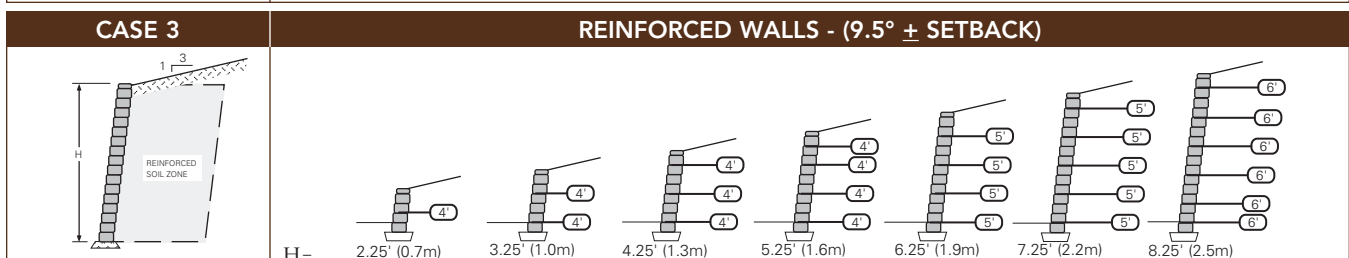 CASE 3
REINFORCED WALLS - (9.5° ± SETBACK)
1
3
H
REINFORCED
SOIL ZONE
4'
4'
4'
4'
4'
4'
4'
4'
4'
4'
5'
5'
5'
5'
5'
5'
5'
5'
5'
6'
6'
6'
6'
6'
6'
H=
2.25' (0.7m)
3.25' (1.0m)
4.25' (1.3m)
5.25' (1.6m)
6.25' (1.9m)
7.25' (2.2m)
8.25' (2.5m)